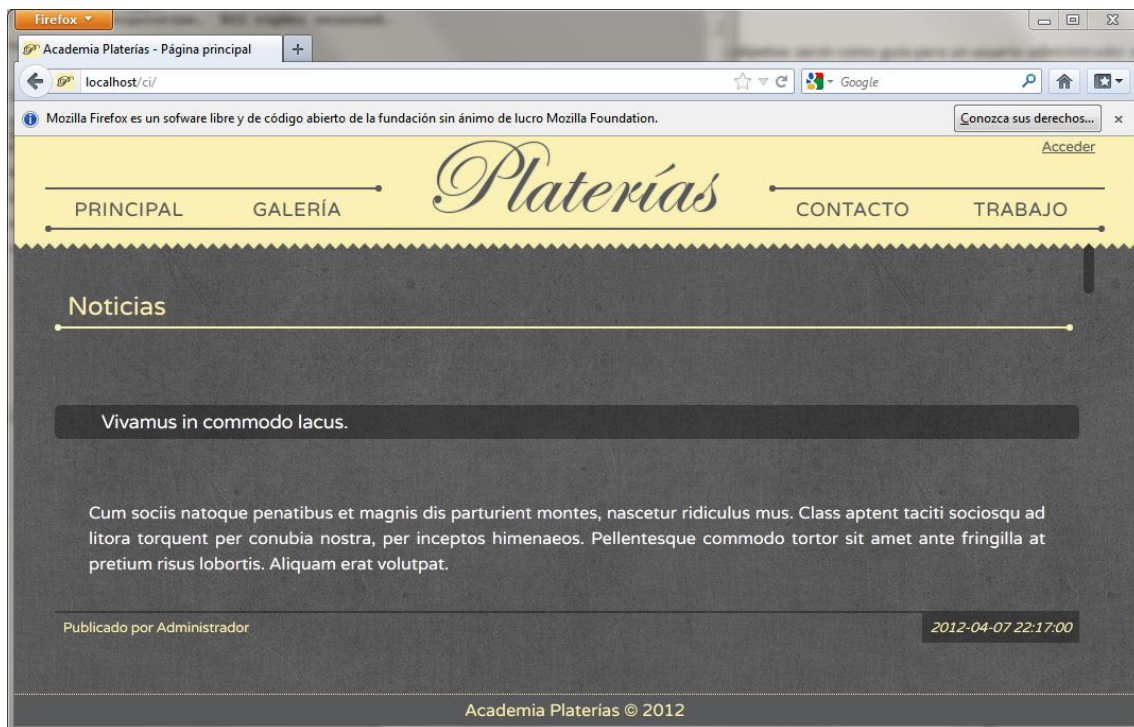 Firefox
Academia Platerías - Página principal
localhost/ci/
Google
Mozilla Firefox es un sofware libre y de código abierto de la fundación sin ánimo de lucro Mozilla Foundation.
Conozca sus derechos...
Acceder
PRINCIPAL
GALERÍA
Platerías
CONTACTO
TRABAJO
Noticias
Vivamus in commodo lacus.
Cum sociis natoque penatibus et magnis dis parturient montes, nascetur ridiculus mus. Class aptent taciti sociosqu ad
litora torquent per conubia nostra, per inceptos himenaeos. Pellentesque commodo tortor sit amet ante fringilla at
pretium risus lobortis. Aliquam erat volutpat.
Publicado por Administrador
2012-04-07 22:17:00
Academia Platerías © 2012